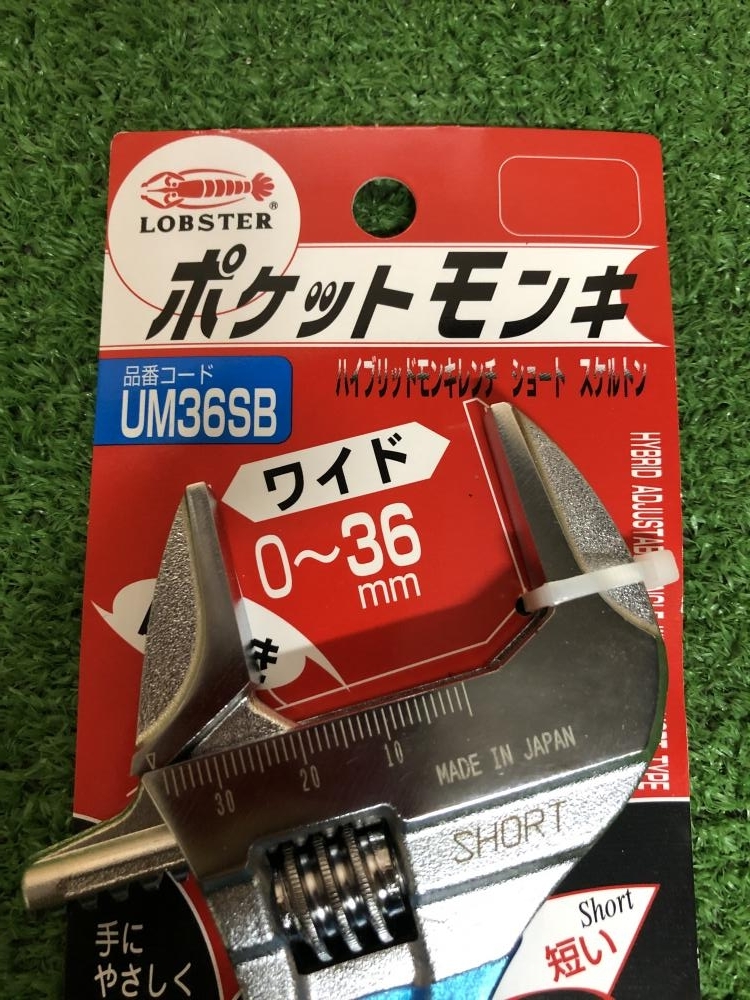 LOBSTER
®
ポケットモンキ
品番コード
UM36SB
ハイブリッドモンキレンチ ショート スケルトン
ワイド
0〜36
mm
HYBRID ADJUSTAB
TYPE
30 20 10
MADE IN JAPAN
SHORT
手に
やさしく
Short
短い